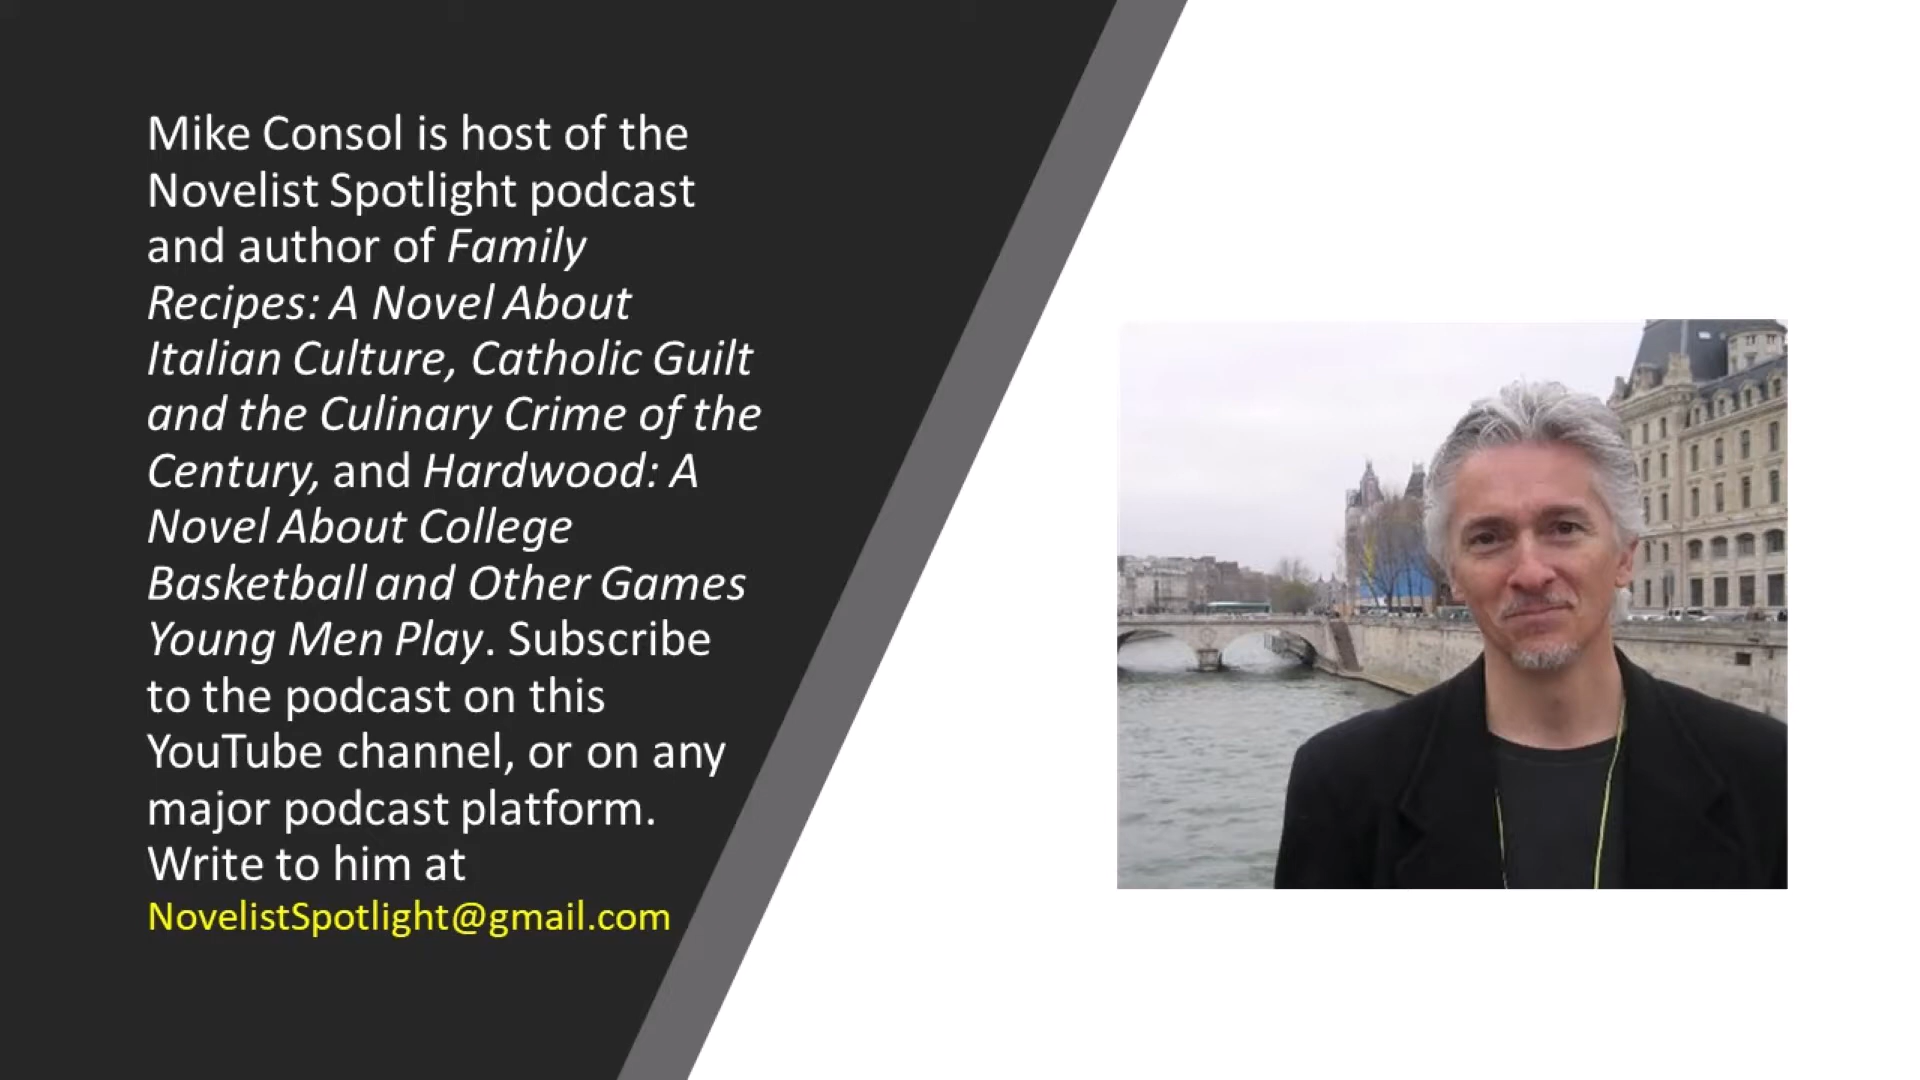 Mike Consol is host of the
Novelist Spotlight podcast
and author of Family
Recipes: A Novel About
Italian Culture, Catholic Guilt
and the Culinary Crime of the
Century, and Hardwood: A
Novel About College
Basketball and Other Games
Young Men Play. Subscribe
to the podcast on this
YouTube channel, or on any
major podcast platform.
Write to him at
NovelistSpotlight@gmail.com